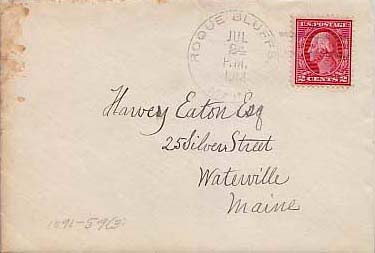 ROQUE BLUFFS
JUL
P.M.
U.S. POSTAGE
2 CENTS 2
Harvey Eaton Esq
25 Silver Street
Waterville
Maine